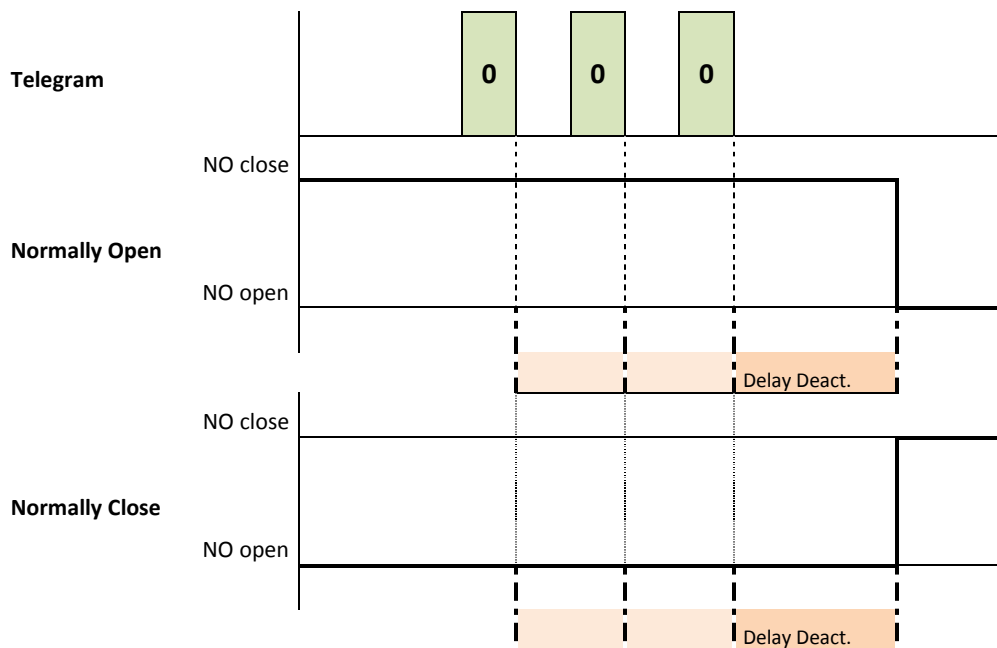 Telegram
0 0 0
NO close
Normally Open
NO open
Delay Deact.
NO close
Normally Close
NO open
Delay Deact.